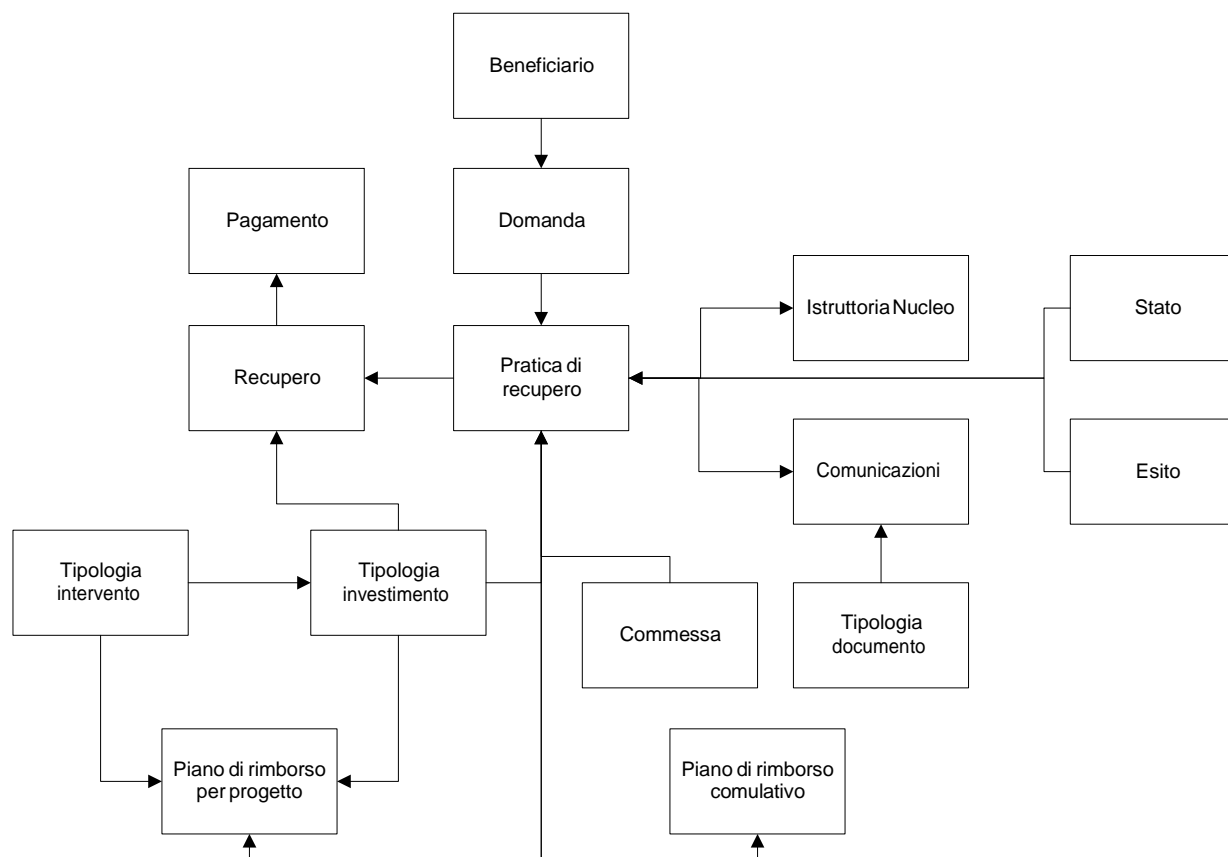 Beneficiario
Pagamento
Domanda
Istruttoria Nucleo
Stato
Recupero
Pratica di
recupero
Comunicazioni
Esito
Tipologia
intervento
Tipologia
investimento
Commessa
Tipologia
documento
Piano di rimborso
per progetto
Piano di rimborso
comulativo